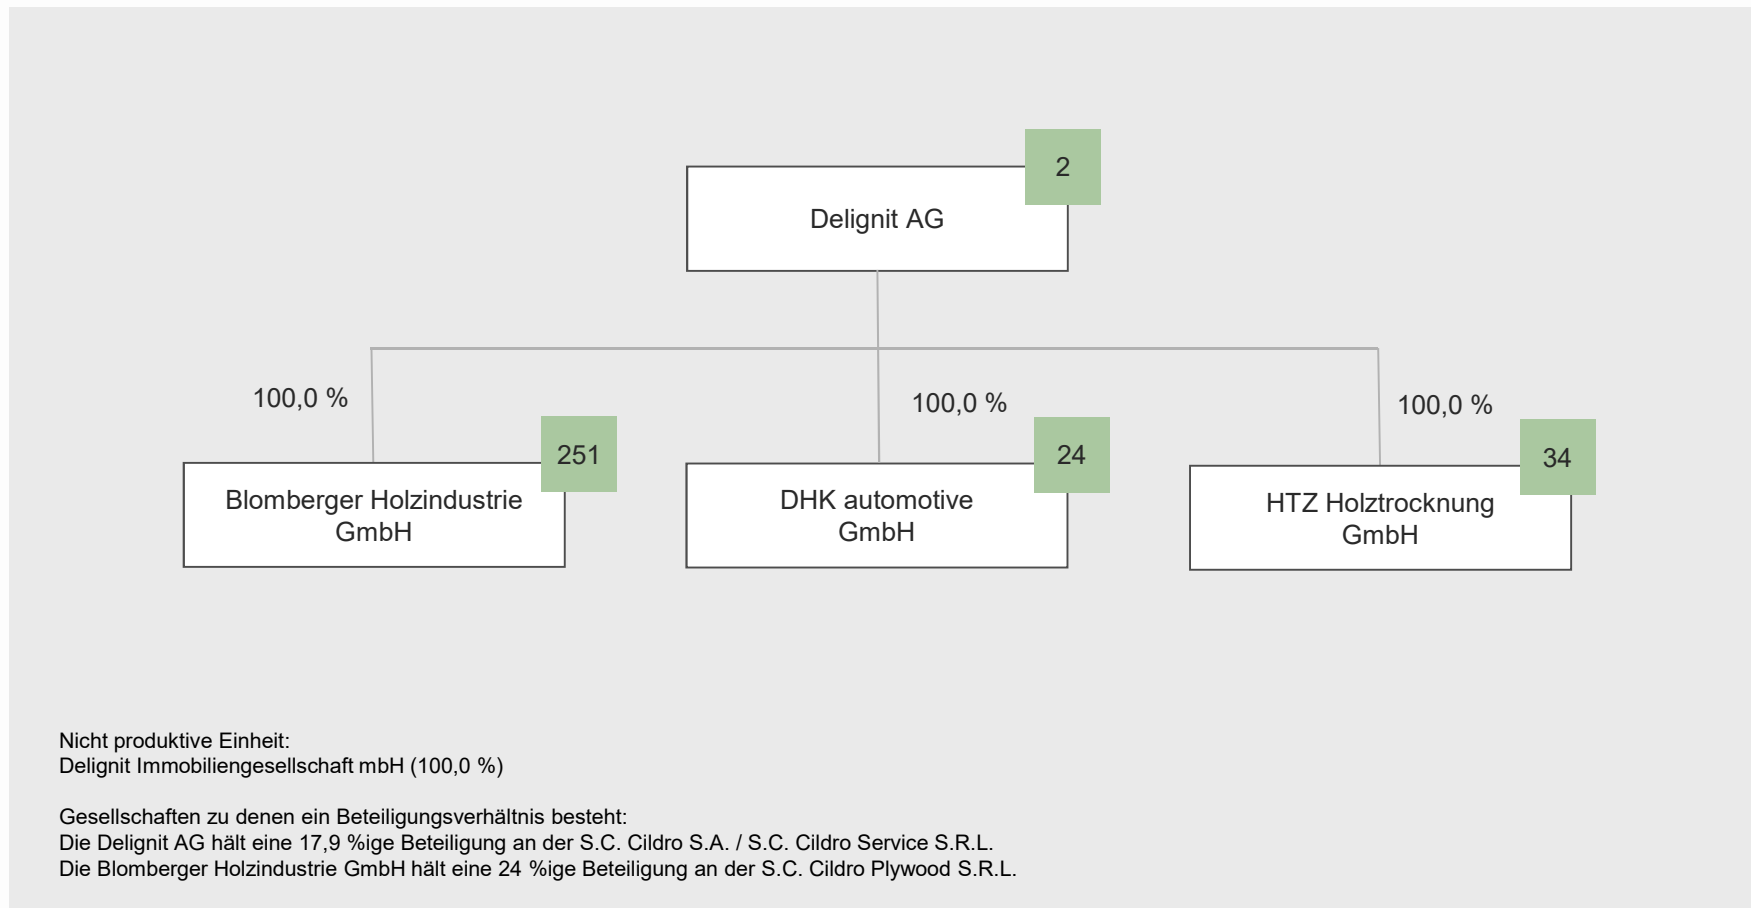 2
Delignit AG
100,0 %
100,0 %
100,0 %
251
24
34
Blomberger Holzindustrie
GmbH
DHK automotive
GmbH
HTZ Holztrocknung
GmbH
Nicht produktive Einheit:
Delignit Immobiliengesellschaft mbH (100,0 %)
Gesellschaften zu denen ein Beteiligungsverhältnis besteht:
Die Delignit AG hält eine 17,9 %ige Beteiligung an der S.C. Cildro S.A. / S.C. Cildro Service S.R.L.
Die Blomberger Holzindustrie GmbH hält eine 24 %ige Beteiligung an der S.C. Cildro Plywood S.R.L.